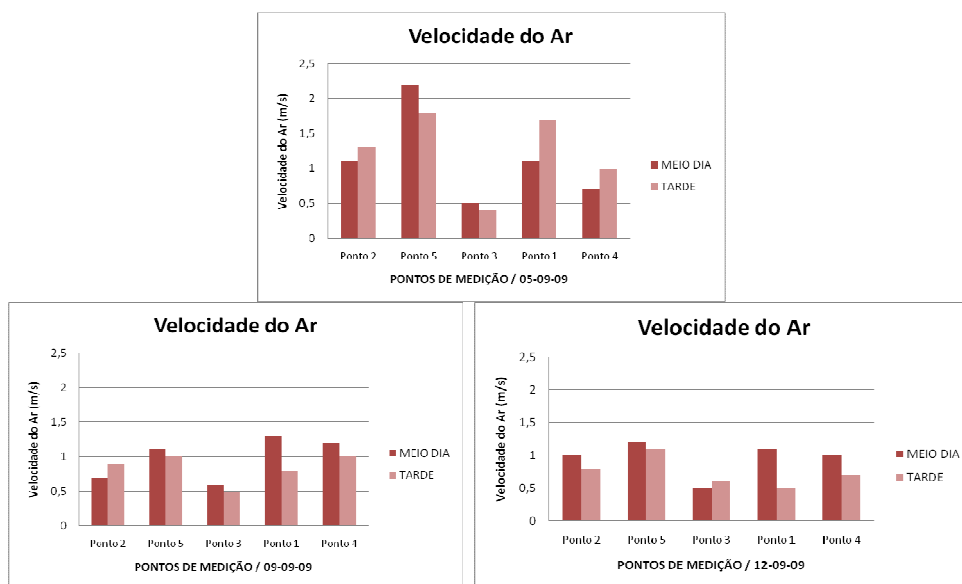 Velocidade do Ar
2,5
2
1,5
1
0,5
0
Velocidade do Ar (m/s)
Ponto 2 Ponto 5 Ponto 3 Ponto 1 Ponto 4
PONTOS DE MEDIÇÃO / 05-09-09
MEIO DIA
TARDE
Velocidade do Ar
2,5
2
1,5
1
0,5
0
Velocidade do Ar (m/s)
Ponto 2 Ponto 5 Ponto 3 Ponto 1 Ponto 4
PONTOS DE MEDIÇÃO / 09-09-09
MEIO DIA
TARDE
Velocidade do Ar
2,5
2
1,5
1
0,5
0
Velocidade do Ar (m/s)
Ponto 2 Ponto 5 Ponto 3 Ponto 1 Ponto 4
PONTOS DE MEDIÇÃO / 12-09-09
MEIO DIA
TARDE